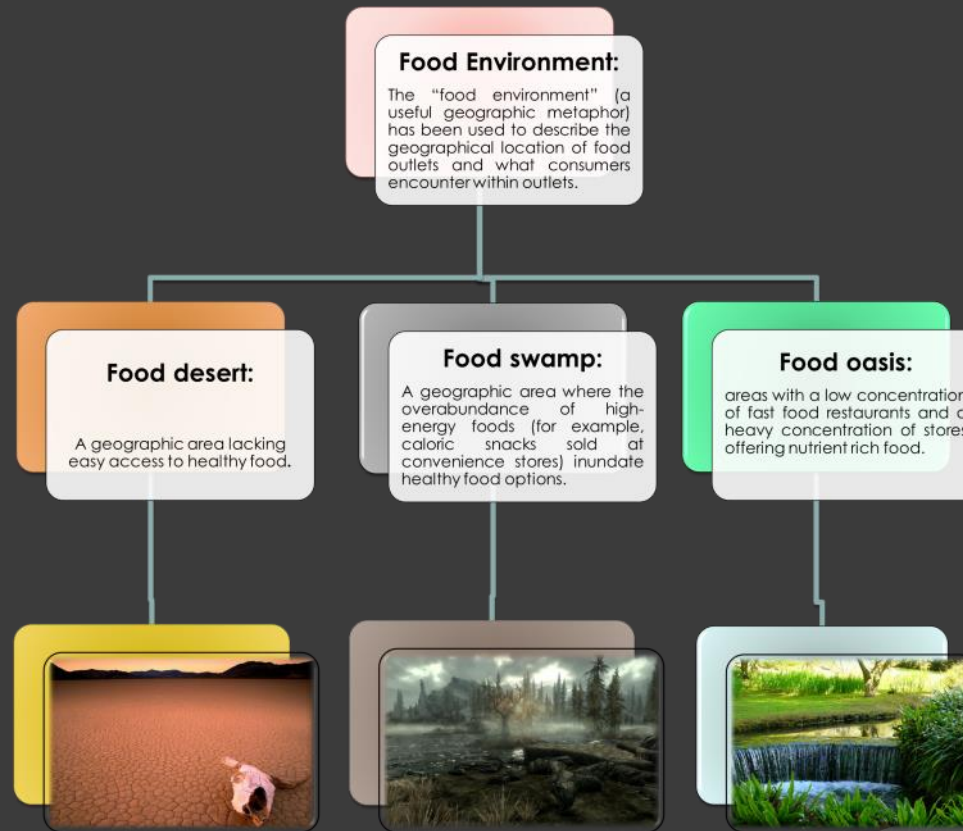 Food Environment:
The "food environment" (a
useful geographic metaphor)
has been used to describe the
geographical location of food
outlets and what consumers
encounter within outlets.
Food desert:
A geographic area lacking
easy access to healthy food.
Food swamp:
A geographic area where the
overabundance of high-
energy foods (for example,
caloric snacks sold at
convenience stores) inundate
healthy food options.
Food oasis:
areas with a low concentration
of fast food restaurants and a
heavy concentration of stores
offering nutrient rich food.